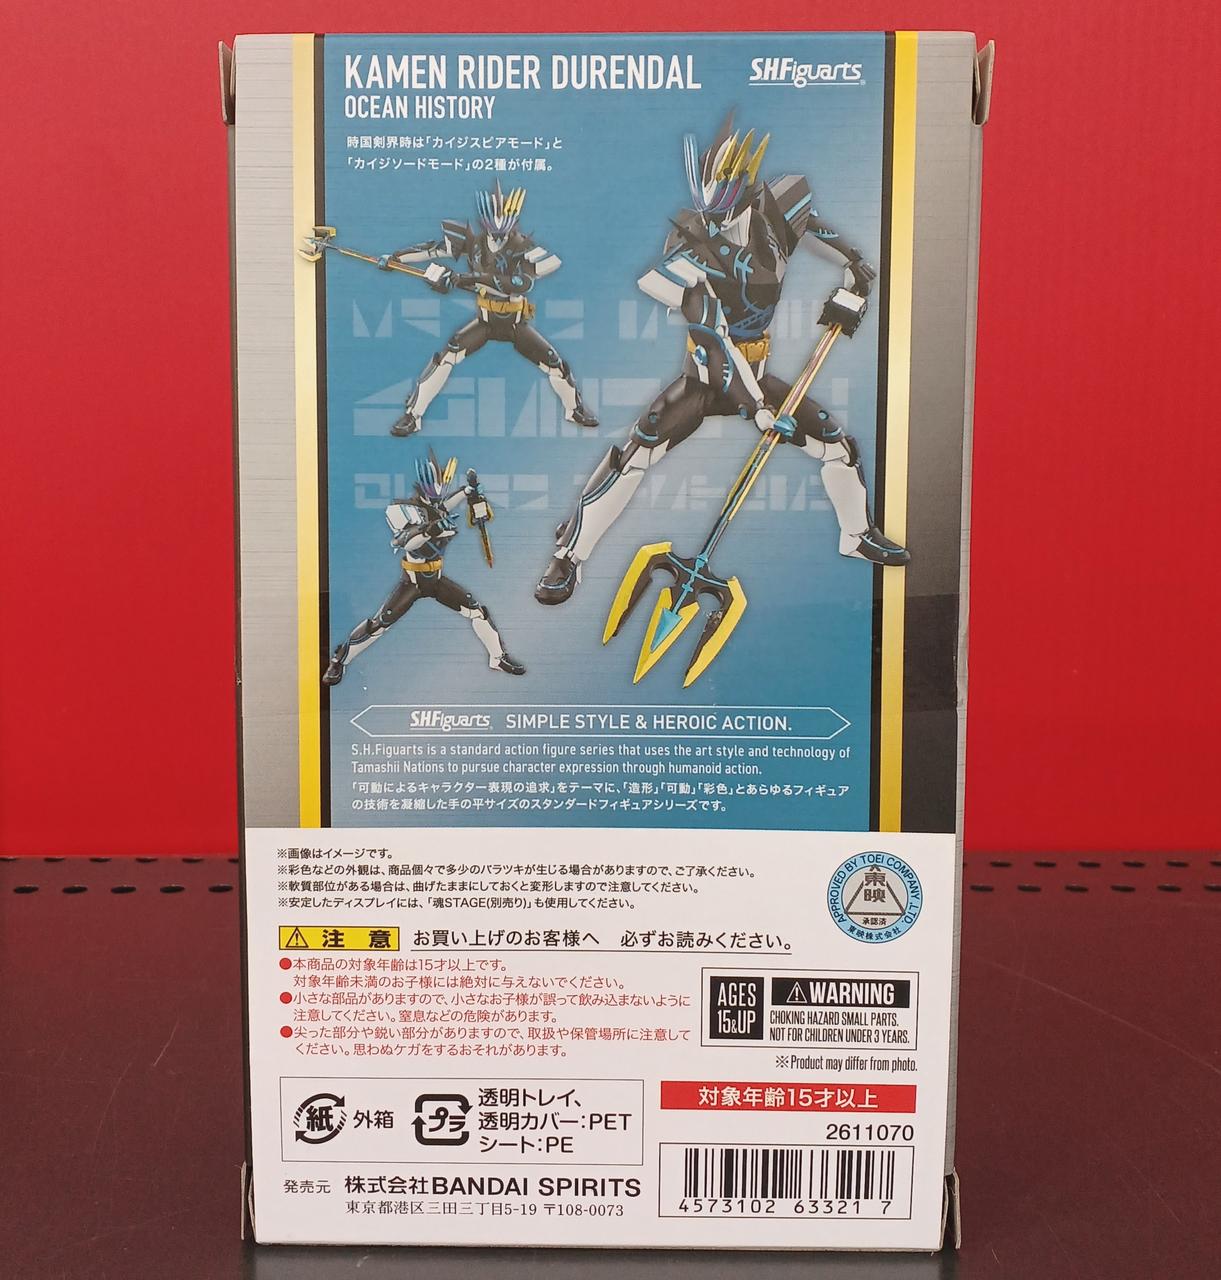 KAMEN RIDER DURENDAL
S.H.Figuarts
OCEAN HISTORY
時国剣界時は「カイジスピアモード」と
「カイジソードモード」の2種が付属。
S.H.Figuarts SIMPLE STYLE & HEROIC ACTION.
S.H.Figuarts is a standard action figure series that uses the art style and technology of
Tamashii Nations to pursue character expression through humanoid action.
「可動によるキャラクター表現の追求」をテーマに、「造形」「可動」「彩色」とあらゆるフィギュア
の技術を凝縮した手の平サイズのスタンダードフィギュアシリーズです。
※画像はイメージです。
※彩色などの外観は、商品個々で多少のバラツキが生じる場合がありますので、ご了承ください。
※軟質部位がある場合は、曲げたままにしておくと変形しますので注意してください。
※安定したディスプレイには、「魂STAGE(別売り)」も使用してください。
APPROVED BY TOEI COMPANY,LTD.
東映
承認済
東映株式会社
注意 お買い上げのお客様へ 必ずお読みください。
●本商品の対象年齢は15才以上です。
対象年齢未満のお子様には絶対に与えないでください。
●小さな部品がありますので、小さなお子様が誤って飲み込まないように
注意してください。窒息などの危険があります。
●尖った部分や鋭い部分がありますので、取扱や保管場所に注意して
ください。思わぬケガをするおそれがあります。
AGES
15&UP
WARNING
CHOKING HAZARD SMALL PARTS.
NOT FOR CHILDREN UNDER 3 YEARS.
※Product may differ from photo.
紙 外箱
プラ
透明トレイ、
透明カバー:PET
シート:PE
対象年齢15才以上
2611070
発売元 株式会社BANDAI SPIRITS
東京都港区三田三丁目5-19 〒108-0073
4573102 63321 7